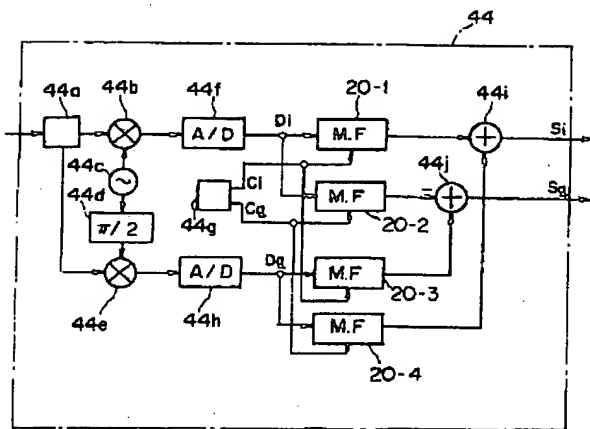 44
44a
44b
44f
20-1
44i
A/D
Di
M.F
+
Si
44c
Ci
44j
44d
Cq
M.F
=
+
Sq
π/2
44g
20-2
Dq
A/D
M.F
44e
44h
20-3
M.F
20-4